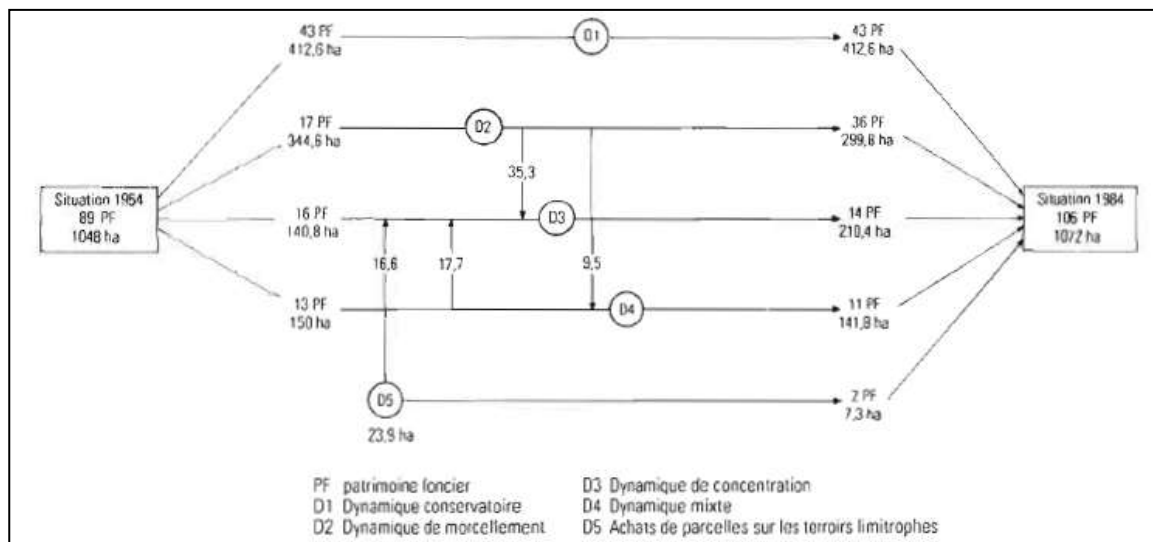 43 PF
412,6 ha
D1
43 PF
412,6 ha
17 PF
344,6 ha
D2
36 PF
299,8 ha
35,3
Situation 1954
89 PF
1048 ha
16 PF
140,8 ha
D3
14 PF
210,4 ha
Situation 1984
106 PF
1072 ha
16,6
17,7
9,5
13 PF
150 ha
D4
11 PF
141,8 ha
D5
23,9 ha
2 PF
7,3 ha
PF patrimoine foncier
D1 Dynamique conservatoire
D2 Dynamique de morcellement
D3 Dynamique de concentration
D4 Dynamique mixte
D5 Achats de parcelles sur les terroirs limitrophes